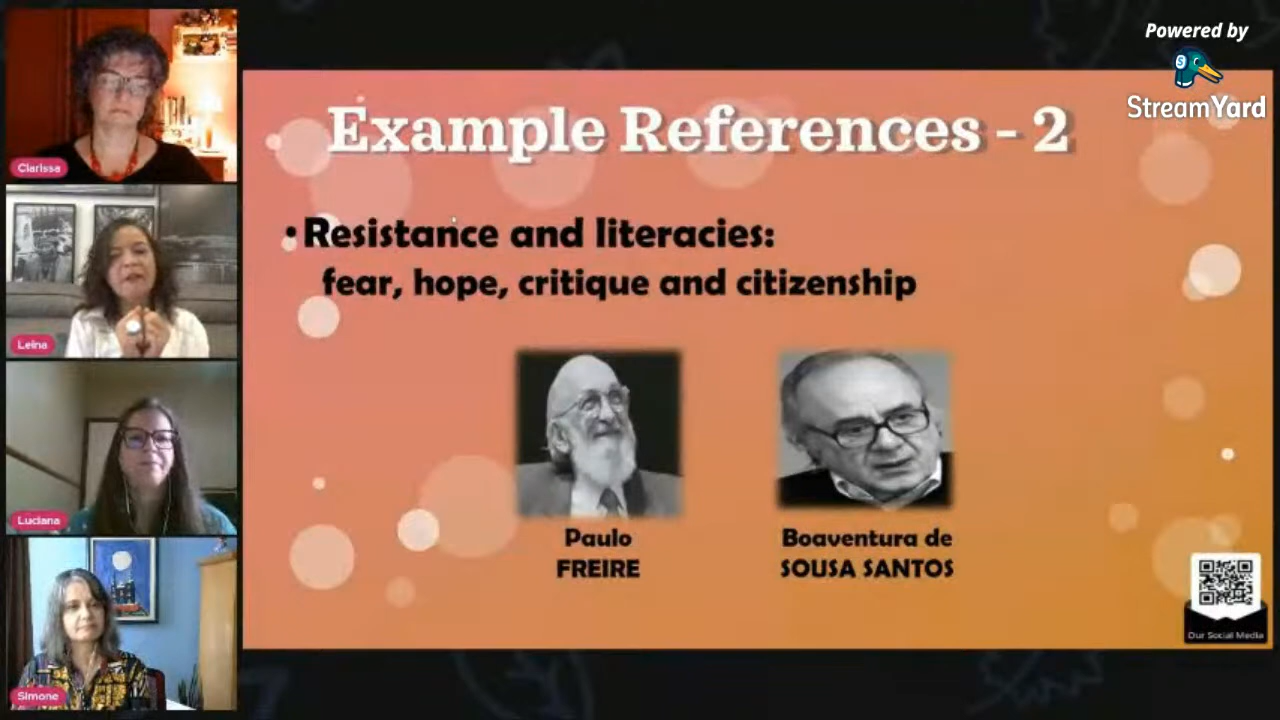 Powered by
StreamYard
Clarissa
Leina
Luciana
Simone
Example References - 2
• Resistance and literacies:
fear, hope, critique and citizenship
Paulo
FREIRE
Boaventura de
SOUSA SANTOS
Our Social Media